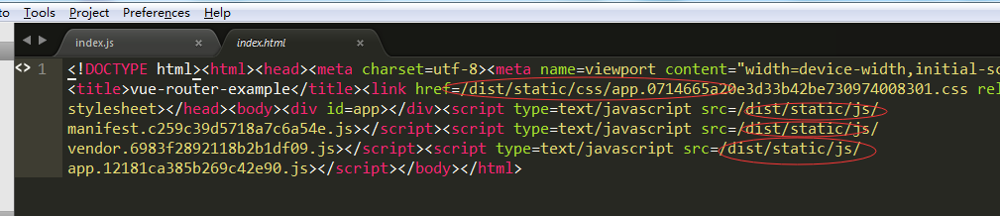 to Tools Project Preferences Help
index.js × index.html ×
<> 1 <!DOCTYPE html><html><head><meta charset=utf-8><meta name=viewport content="width=device-width,initial-sc
<title>vue-router-example</title><link href=/dist/static/css/app.0714665a20e3d33b42be730974008301.css rel
stylesheet></head><body><div id=app></div><script type=text/javascript src=/dist/static/js/
manifest.c259c39d5718a7c6a54e.js></script><script type=text/javascript src=/dist/static/js/
vendor.6983f2892118b2b1df09.js></script><script type=text/javascript src=/dist/static/js/
app.12181ca385b269c42e90.js></script></body></html>